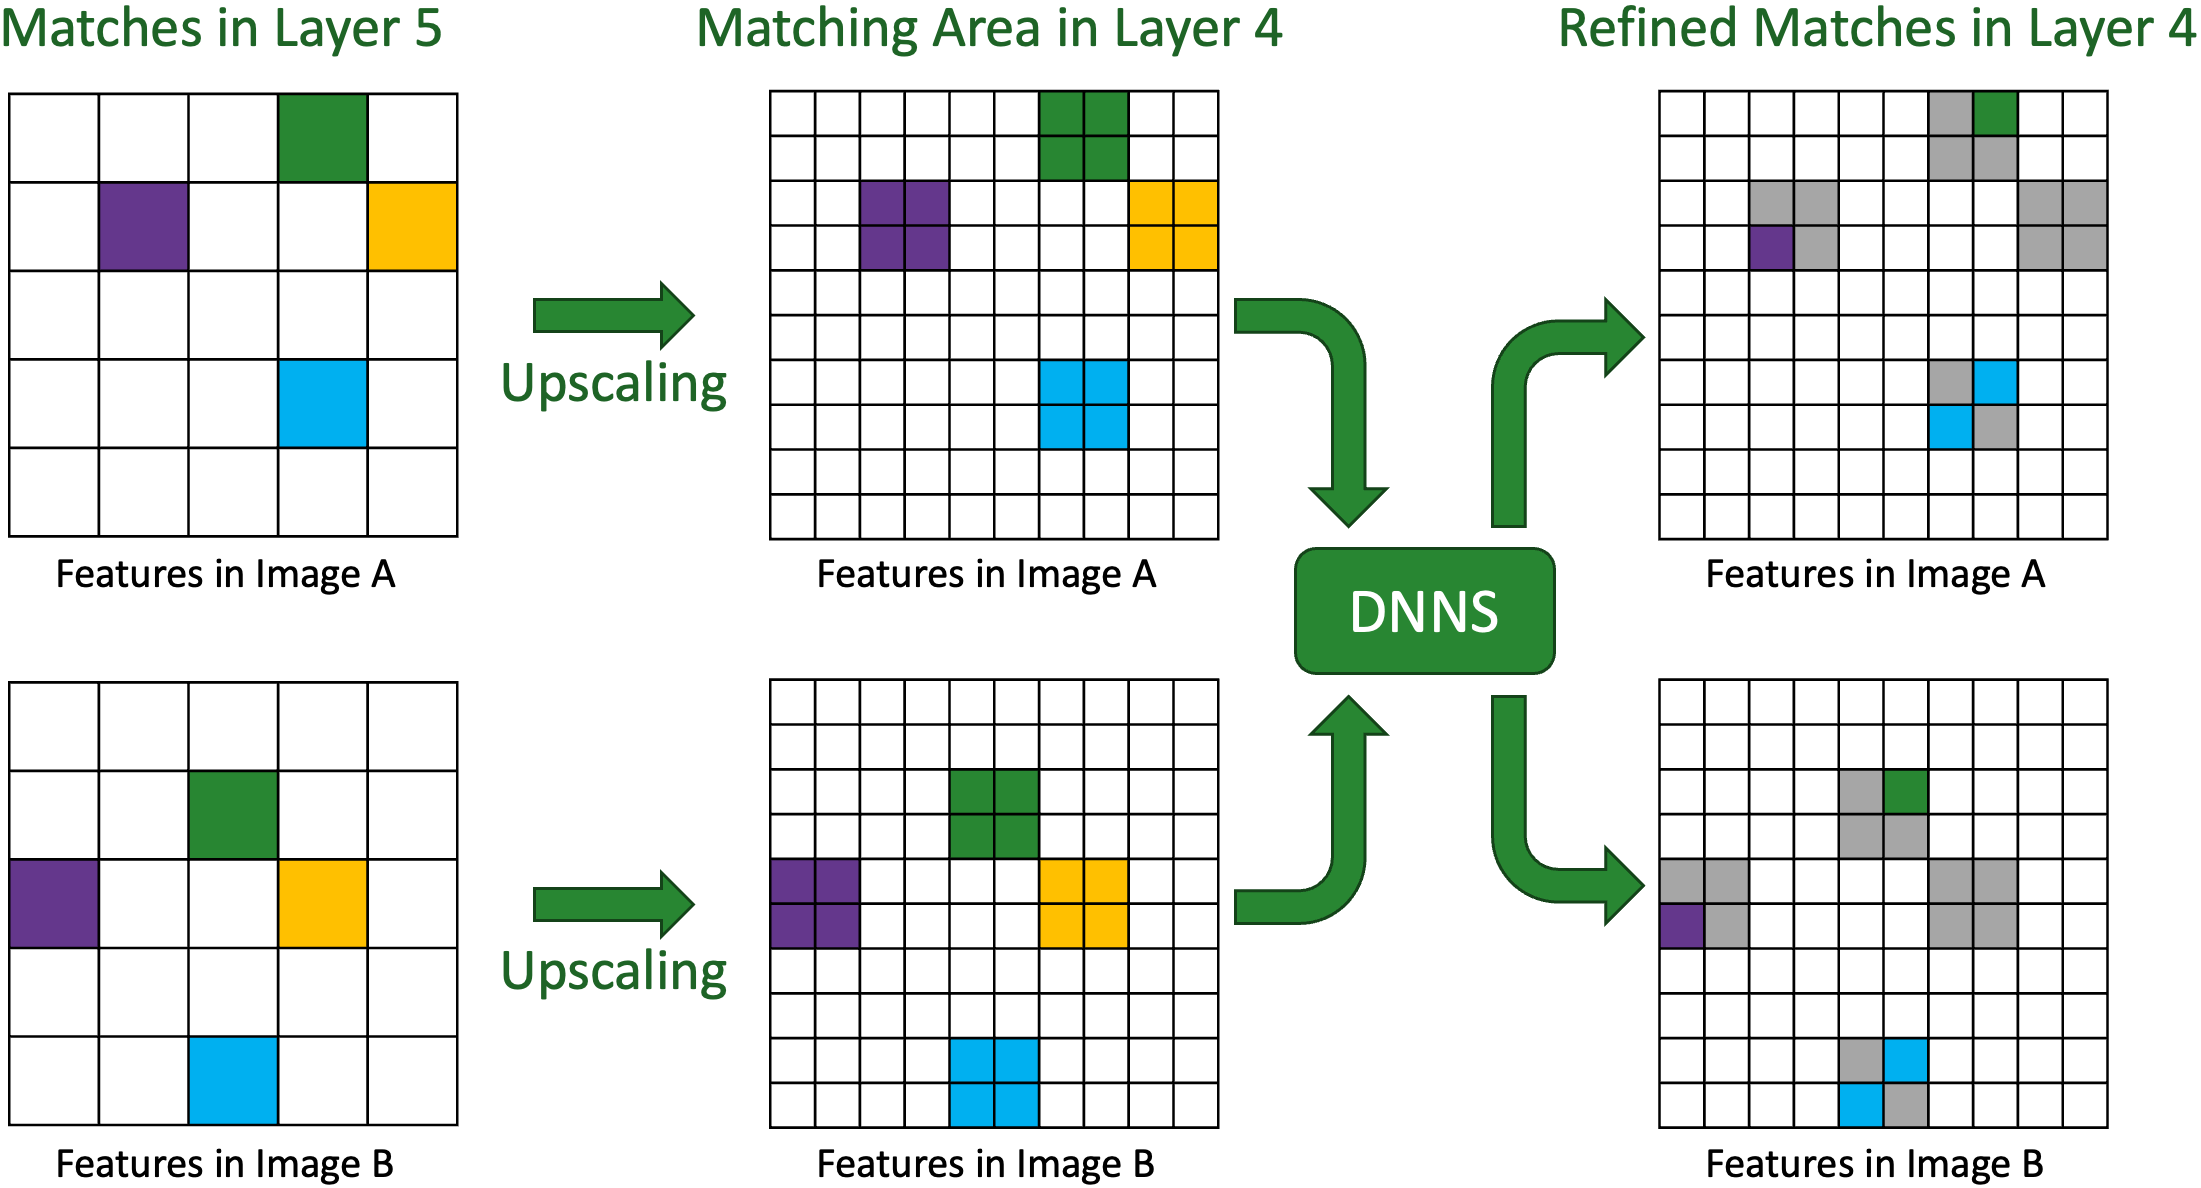 Matches in Layer 5
Matching Area in Layer 4
Refined Matches in Layer 4
Upscaling
Features in Image A
Features in Image A
Features in Image A
DNNS
Upscaling
Features in Image B
Features in Image B
Features in Image B